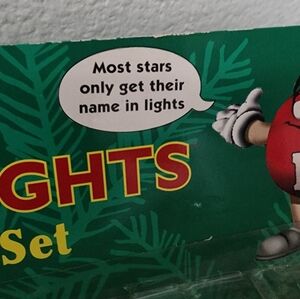 Most stars
only get their
name in lights
GHTS
Set